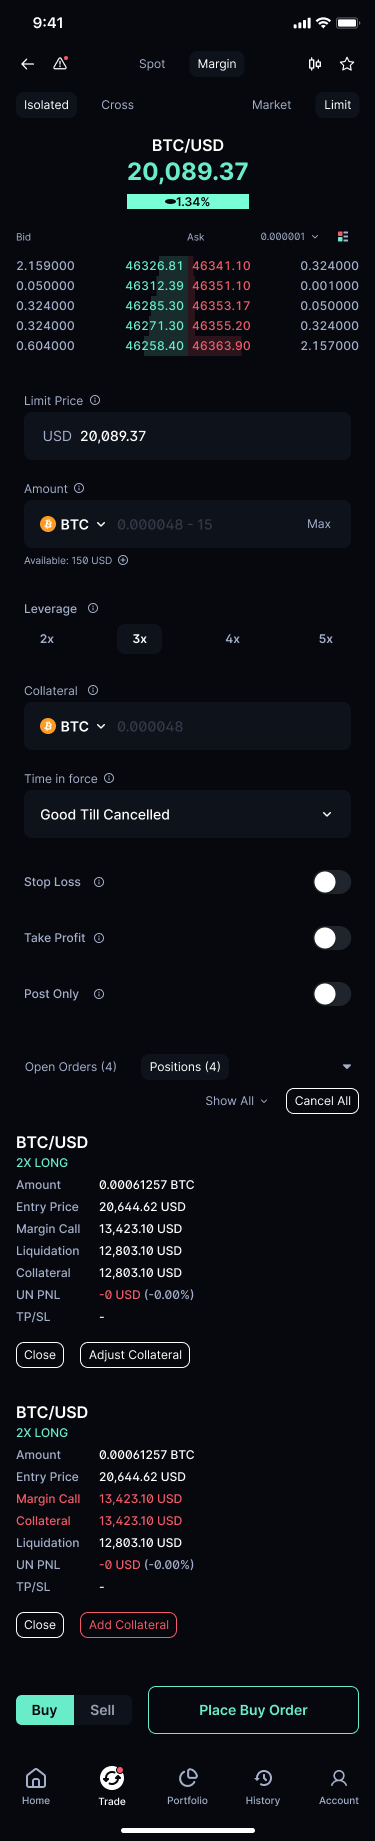 9:41
Spot Margin
Isolated Cross Market Limit
BTC/USD
20,089.37
1.34%
Bid Ask 0.000001
2.159000 46326.81 46341.10 0.324000
0.050000 46312.39 46351.10 0.001000
0.324000 46285.30 46353.17 0.050000
0.324000 46271.30 46355.20 0.324000
0.604000 46258.40 46363.90 2.157000
Limit Price
USD 20,089.37
Amount
BTC 0.000048 - 15 Max
Available: 150 USD
Leverage
2x 3x 4x 5x
Collateral
BTC 0.000048
Time in force
Good Till Cancelled
Stop Loss
Take Profit
Post Only
Open Orders (4) Positions (4)
Show All Cancel All
BTC/USD
2X LONG
Amount 0.00061257 BTC
Entry Price 20,644.62 USD
Margin Call 13,423.10 USD
Liquidation 12,803.10 USD
Collateral 12,803.10 USD
UN PNL -0 USD (-0.00%)
TP/SL -
Close Adjust Collateral
BTC/USD
2X LONG
Amount 0.00061257 BTC
Entry Price 20,644.62 USD
Margin Call 13,423.10 USD
Collateral 13,423.10 USD
Liquidation 12,803.10 USD
UN PNL -0 USD (-0.00%)
TP/SL -
Close Add Collateral
Buy Sell Place Buy Order
Home Trade Portfolio History Account